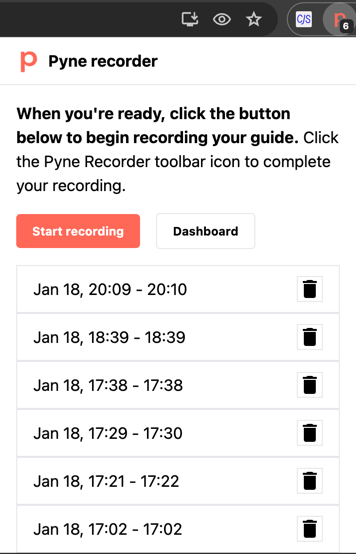 C/S
p
6
p Pyne recorder
When you're ready, click the button
below to begin recording your guide. Click
the Pyne Recorder toolbar icon to complete
your recording.
Start recording Dashboard
Jan 18, 20:09 - 20:10
Jan 18, 18:39 - 18:39
Jan 18, 17:38 - 17:38
Jan 18, 17:29 - 17:30
Jan 18, 17:21 - 17:22
Jan 18, 17:02 - 17:02